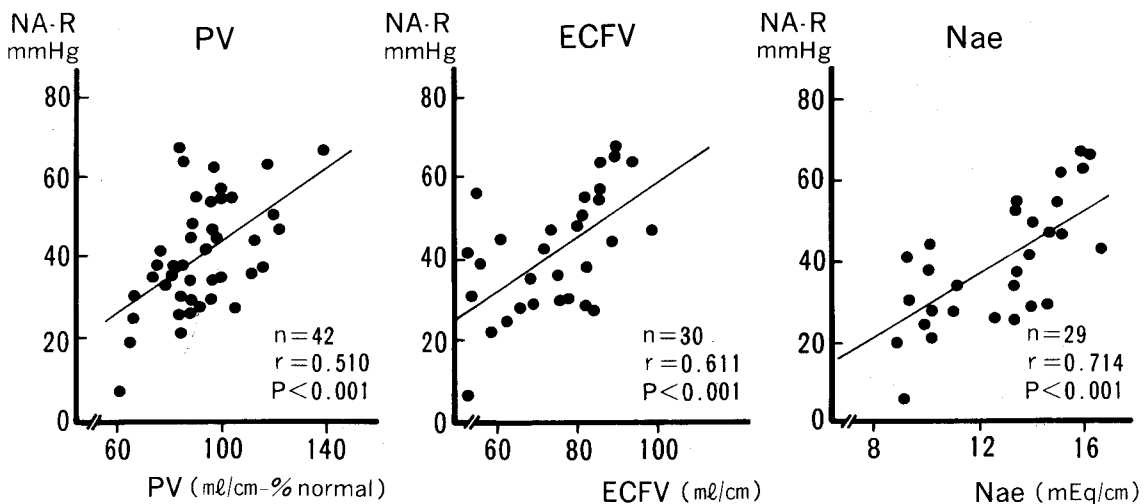 NA-R
mmHg
PV
80
60
40
20
0
60
100
140
n=42
r=0.510
P<0.001
PV (mℓ/cm-% normal)
NA-R
mmHg
ECFV
80
60
40
20
0
60
80
100
n=30
r=0.611
P<0.001
ECFV (mℓ/cm)
NA-R
mmHg
Nae
80
60
40
20
0
8
12
16
n=29
r=0.714
P<0.001
Nae (mEq/cm)